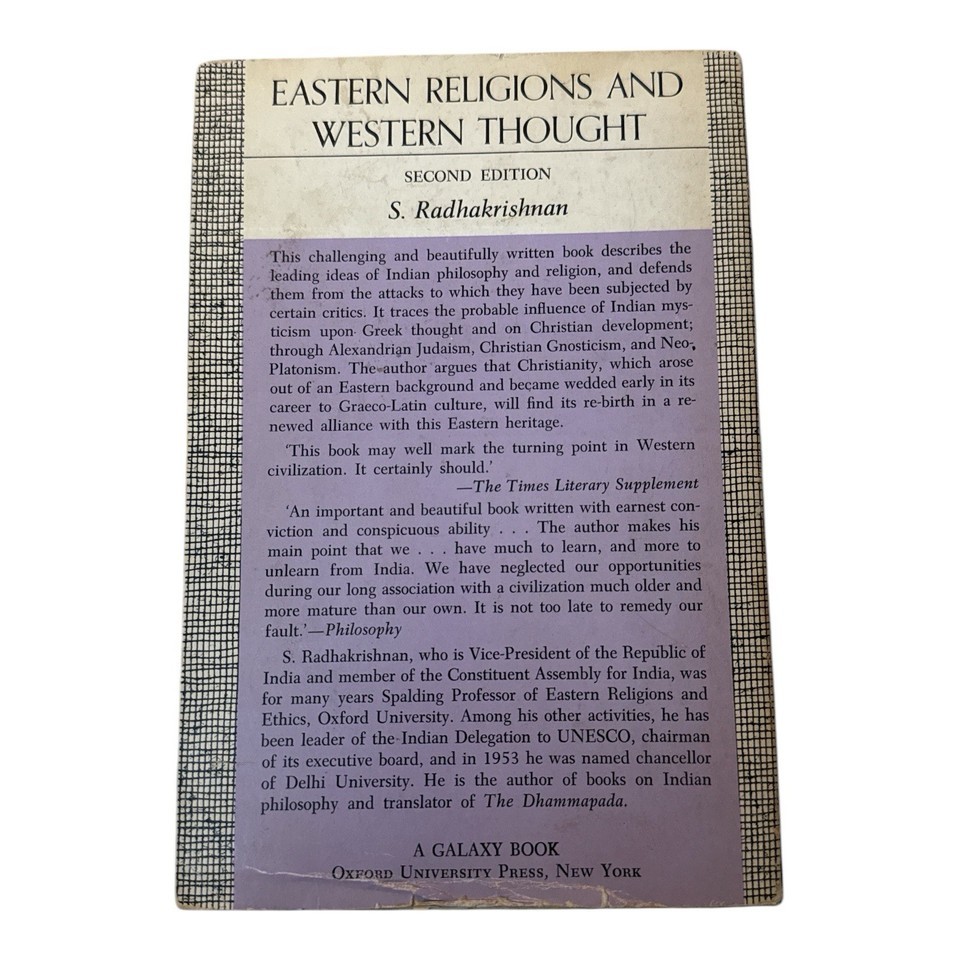 EASTERN RELIGIONS AND
WESTERN THOUGHT
SECOND EDITION
S. Radhakrishnan
This challenging and beautifully written book describes the
leading ideas of Indian philosophy and religion, and defends
them from the attacks to which they have been subjected by
certain critics. It traces the probable influence of Indian mys-
ticism upon Greek thought and on Christian development;
through Alexandrian Judaism, Christian Gnosticism, and Neo-
Platonism. The author argues that Christianity, which arose
out of an Eastern background and became wedded early in its
career to Graeco-Latin culture, will find its re-birth in a re-
newed alliance with this Eastern heritage.
‘This book may well mark the turning point in Western
civilization. It certainly should.’
—The Times Literary Supplement
‘An important and beautiful book written with earnest con-
viction and conspicuous ability . . . The author makes his
main point that we . . . have much to learn, and more to
unlearn from India. We have neglected our opportunities
during our long association with a civilization much older and
more mature than our own. It is not too late to remedy our
fault.’—Philosophy
S. Radhakrishnan, who is Vice-President of the Republic of
India and member of the Constituent Assembly for India, was
for many years Spalding Professor of Eastern Religions and
Ethics, Oxford University. Among his other activities, he has
been leader of the Indian Delegation to UNESCO, chairman
of its executive board, and in 1953 he was named chancellor
of Delhi University. He is the author of books on Indian
philosophy and translator of The Dhammapada.
A GALAXY BOOK
OXFORD UNIVERSITY PRESS, NEW YORK